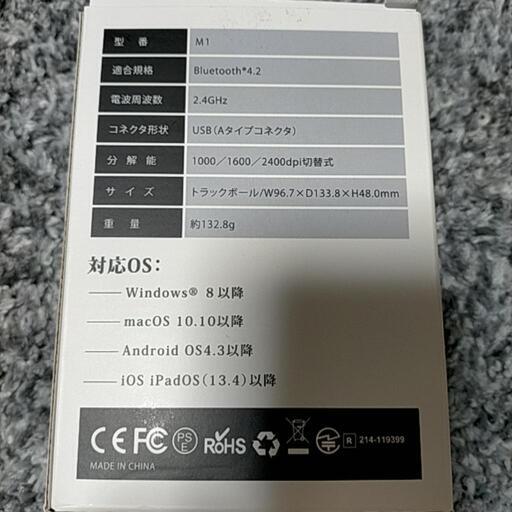 型番 M1
適合規格 Bluetooth®4.2
電波周波数 2.4GHz
コネクタ形状 USB（Aタイプコネクタ）
分解能 1000／1600／2400dpi切替式
サイズ トラックボール/W96.7×D133.8×H48.0mm
重量 約132.8g
対応OS：
Windows® 8以降
macOS 10.10以降
Android OS4.3以降
iOS iPadOS（13.4）以降
CE FC PSE RoHS R 214-119399
MADE IN CHINA